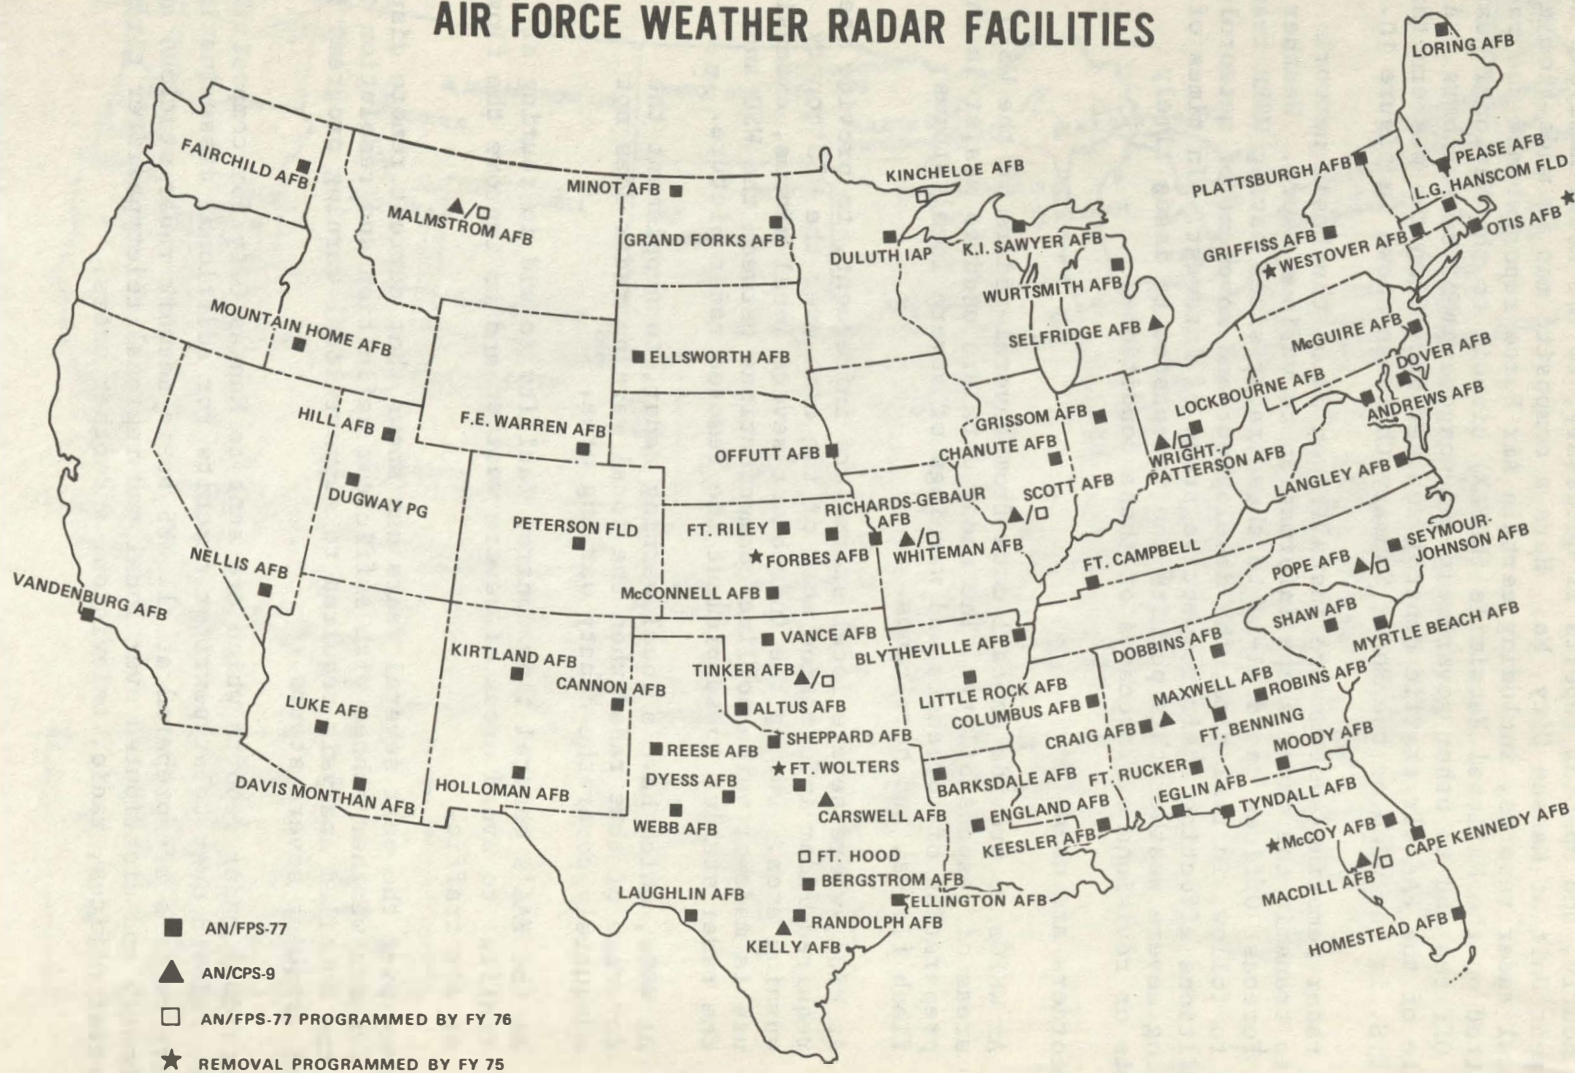 AIR FORCE WEATHER RADAR FACILITIES
LORING AFB
FAIRCHILD AFB
MALMSTROM AFB
MINOT AFB
GRAND FORKS AFB
KINCHELOE AFB
DULUTH IAP
K.I. SAWYER AFB
WURTSMITH AFB
SELFRIDGE AFB
PLATTSBURGH AFB
PEASE AFB
L.G. HANSCOM FLD
OTIS AFB ★
GRIFFISS AFB
★ WESTOVER AFB
MOUNTAIN HOME AFB
ELLSWORTH AFB
McGUIRE AFB
DOVER AFB
ANDREWS AFB
LOCKBOURNE AFB
HILL AFB
F.E. WARREN AFB
OFFUTT AFB
GRISSOM AFB
CHANUTE AFB
WRIGHT-
PATTERSON AFB
LANGLEY AFB
DUGWAY PG
PETERSON FLD
FT. RILEY
RICHARDS-GEBAUR
AFB
SCOTT AFB
★ FORBES AFB
WHITEMAN AFB
FT. CAMPBELL
POPE AFB
SEYMOUR-
JOHNSON AFB
NELLIS AFB
VANDENBURG AFB
McCONNELL AFB
VANCE AFB
BLYTHEVILLE AFB
DOBBINS AFB
SHAW AFB
MYRTLE BEACH AFB
KIRTLAND AFB
CANNON AFB
TINKER AFB
ALTUS AFB
LITTLE ROCK AFB
COLUMBUS AFB
MAXWELL AFB
ROBINS AFB
LUKE AFB
REESE AFB
SHEPPARD AFB
CRAIG AFB
FT. BENNING
MOODY AFB
DAVIS MONTHAN AFB
HOLLOMAN AFB
DYESS AFB
★ FT. WOLTERS
BARKSDALE AFB
FT. RUCKER
EGLIN AFB
TYNDALL AFB
WEBB AFB
CARSWELL AFB
ENGLAND AFB
KEESLER AFB
★ McCOY AFB
CAPE KENNEDY AFB
FT. HOOD
BERGSTROM AFB
MACDILL AFB
LAUGHLIN AFB
ELLINGTON AFB
RANDOLPH AFB
KELLY AFB
HOMESTEAD AFB
■ AN/FPS-77
▲ AN/CPS-9
□ AN/FPS-77 PROGRAMMED BY FY 76
★ REMOVAL PROGRAMMED BY FY 75